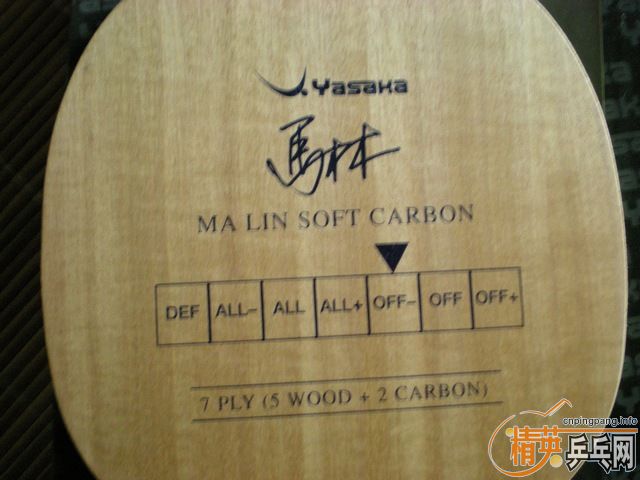 Yasaka
馬林
MA LIN SOFT CARBON
DEF ALL- ALL ALL+ OFF- OFF OFF+
7 PLY (5 WOOD + 2 CARBON)
cnpingpang.info
精英乒乓网